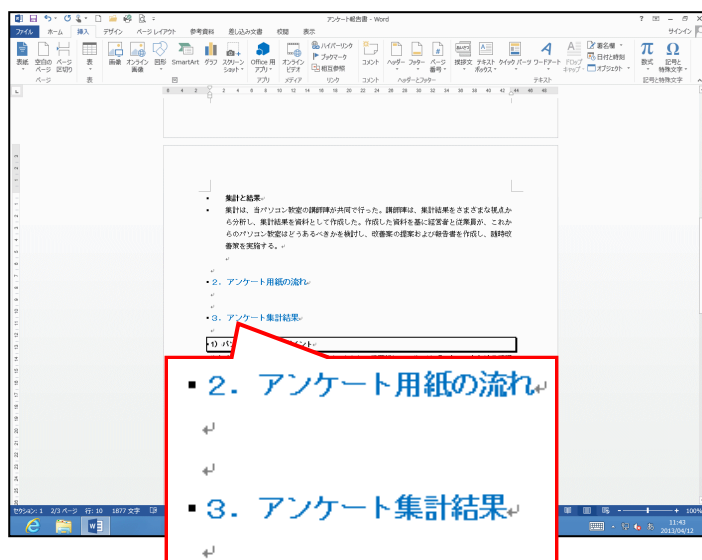 アンケート報告書 - Word
サインイン
ファイル ホーム 挿入 デザイン ページ レイアウト 参考資料 差し込み文書 校閲 表示
表紙 空白のページ ページ区切り 表 画像 オンライン画像 図形 SmartArt グラフ スクリーンショット Office 用アプリ オンラインビデオ ハイパーリンク ブックマーク 相互参照 コメント ヘッダー フッター ページ番号 挨拶文 テキストボックス クイック パーツ ワードアート ドロップキャップ 署名欄 日付と時刻 オブジェクト 数式 記号と特殊文字
ページ 表 図 アプリ メディア リンク コメント ヘッダーとフッター テキスト 記号と特殊文字
集計と結果
集計は、当パソコン教室の講師陣が共同で行った。講師陣は、集計結果をさまざまな視点か
ら分析し、集計結果を資料として作成した。作成した資料を基に経営者と従業員が、これか
らのパソコン教室はどうあるべきかを検討し、改善案の提案および報告書を作成し、随時改
善策を実施する。
2．アンケート用紙の流れ
3．アンケート集計結果
2．アンケート用紙の流れ
3．アンケート集計結果
セクション: 1 2/3 ページ 行: 10 1877 文字
100%
11:43
2013/04/12